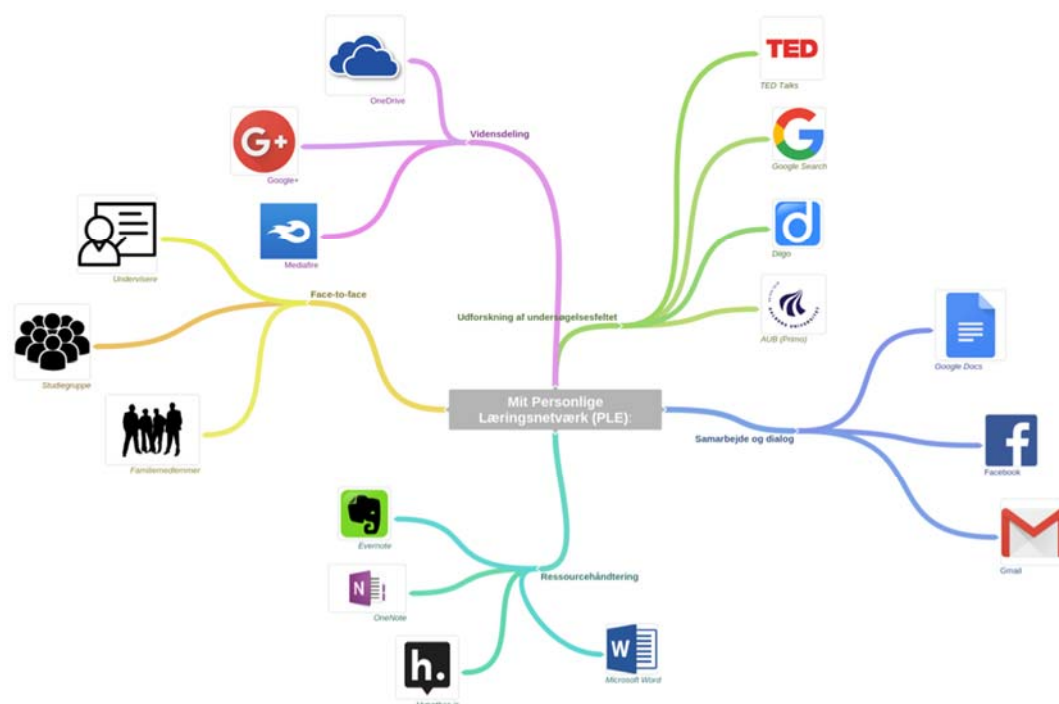 Mit Personlige
Læringsnetværk (PLE):
Vidensdeling
OneDrive
G+
Google+
Mediafire
Face-to-face
Undervisere
Studiegruppe
Familiemedlemmer
Udforskning af undersøgelsesfeltet
TED
TED Talks
G
Google Search
d
Diigo
AUB (Primo)
Samarbejde og dialog
Google Docs
f
Facebook
M
Gmail
Ressourcehåndtering
Evernote
N
OneNote
h.
W
Microsoft Word